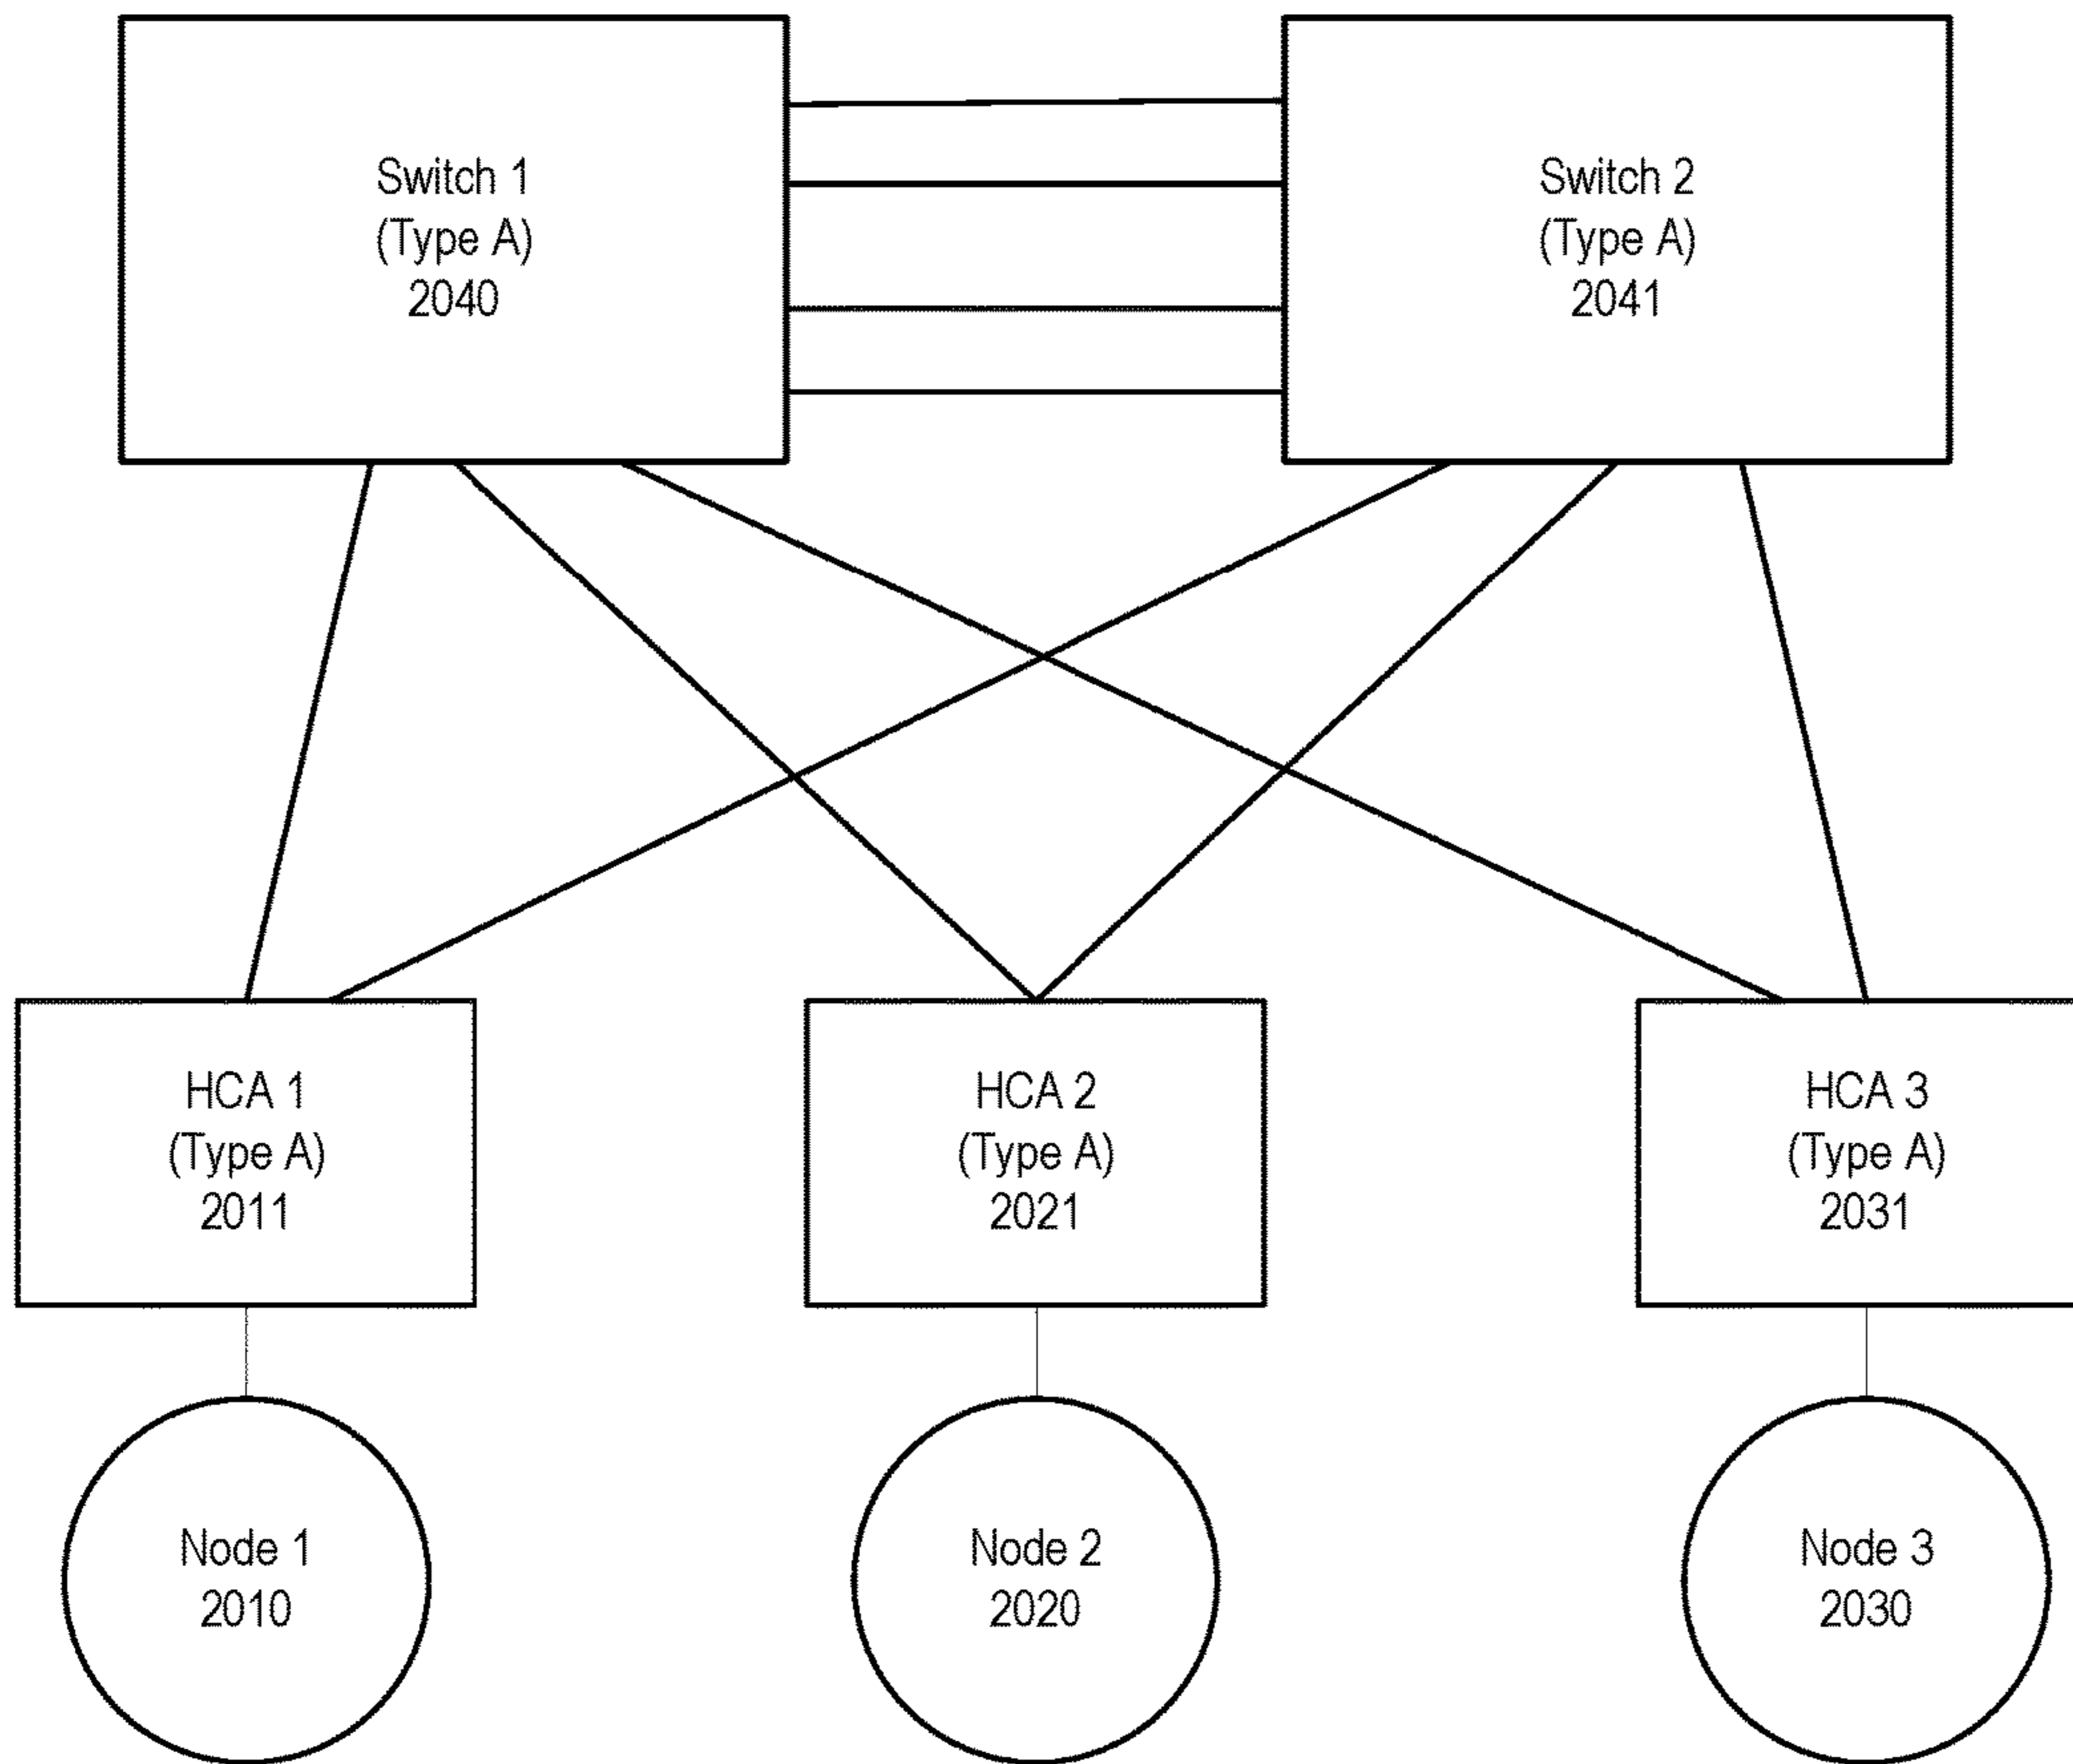 Switch 1
(Type A)
2040
Switch 2
(Type A)
2041
HCA 1
(Type A)
2011
HCA 2
(Type A)
2021
HCA 3
(Type A)
2031
Node 1
2010
Node 2
2020
Node 3
2030